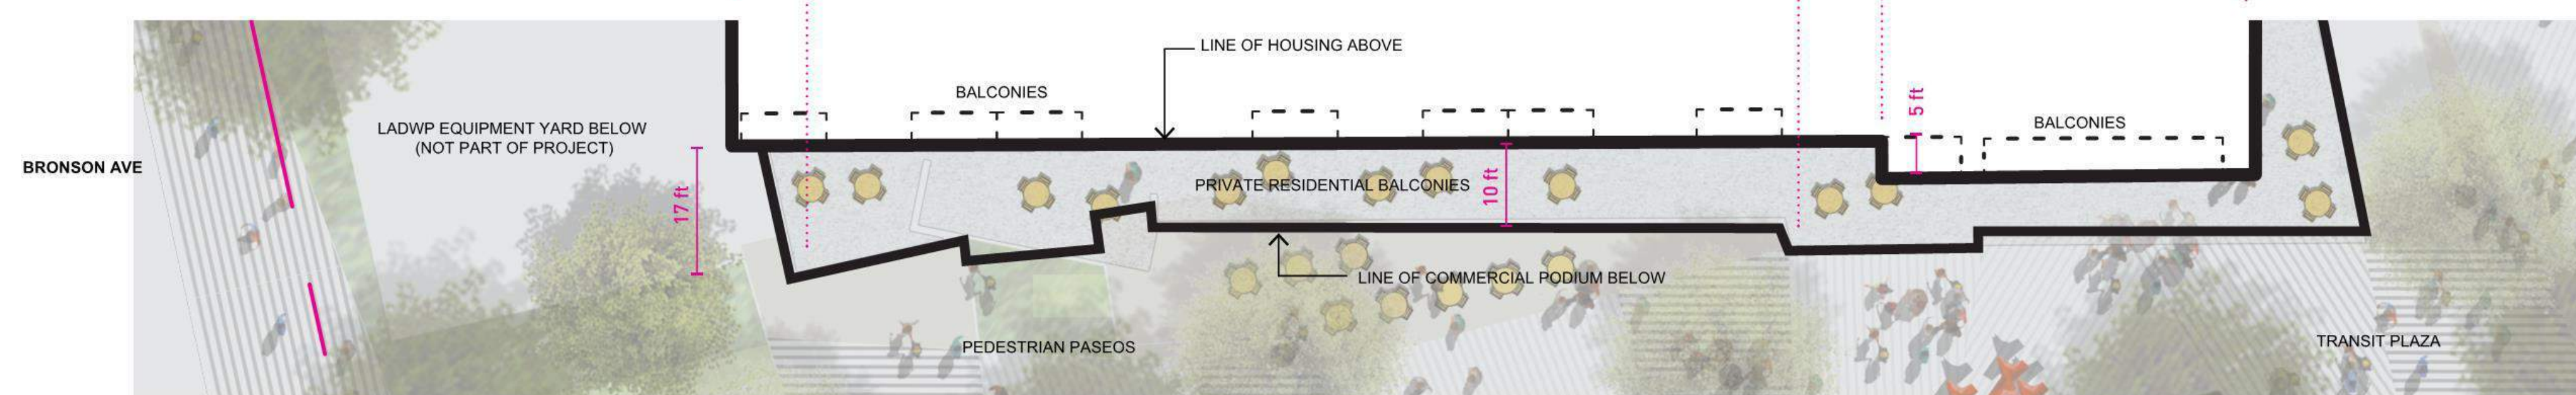 LINE OF HOUSING ABOVE
BALCONIES
5 ft
BALCONIES
LADWP EQUIPMENT YARD BELOW
(NOT PART OF PROJECT)
BRONSON AVE
17 ft
PRIVATE RESIDENTIAL BALCONIES
10 ft
LINE OF COMMERCIAL PODIUM BELOW
PEDESTRIAN PASEOS
TRANSIT PLAZA